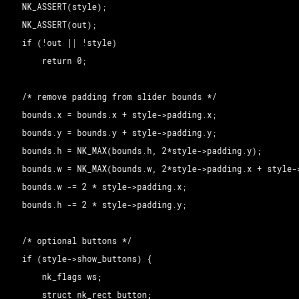 NK_ASSERT(style);
NK_ASSERT(out);
if (!out || !style)
return 0;
/* remove padding from slider bounds */
bounds.x = bounds.x + style->padding.x;
bounds.y = bounds.y + style->padding.y;
bounds.h = NK_MAX(bounds.h, 2*style->padding.y);
bounds.w = NK_MAX(bounds.w, 2*style->padding.x + style-
bounds.w -= 2 * style->padding.x;
bounds.h -= 2 * style->padding.y;
/* optional buttons */
if (style->show_buttons) {
nk_flags ws;
struct nk_rect button;